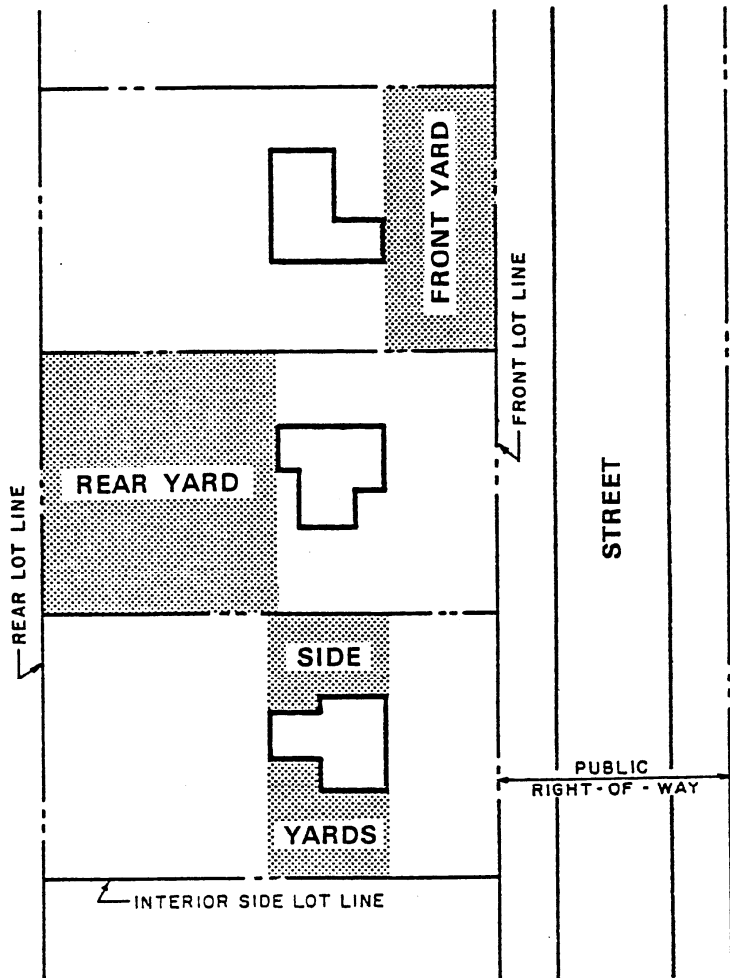 FRONT YARD
FRONT LOT LINE
REAR YARD
STREET
REAR LOT LINE
SIDE
YARDS
PUBLIC
RIGHT-OF-WAY
INTERIOR SIDE LOT LINE